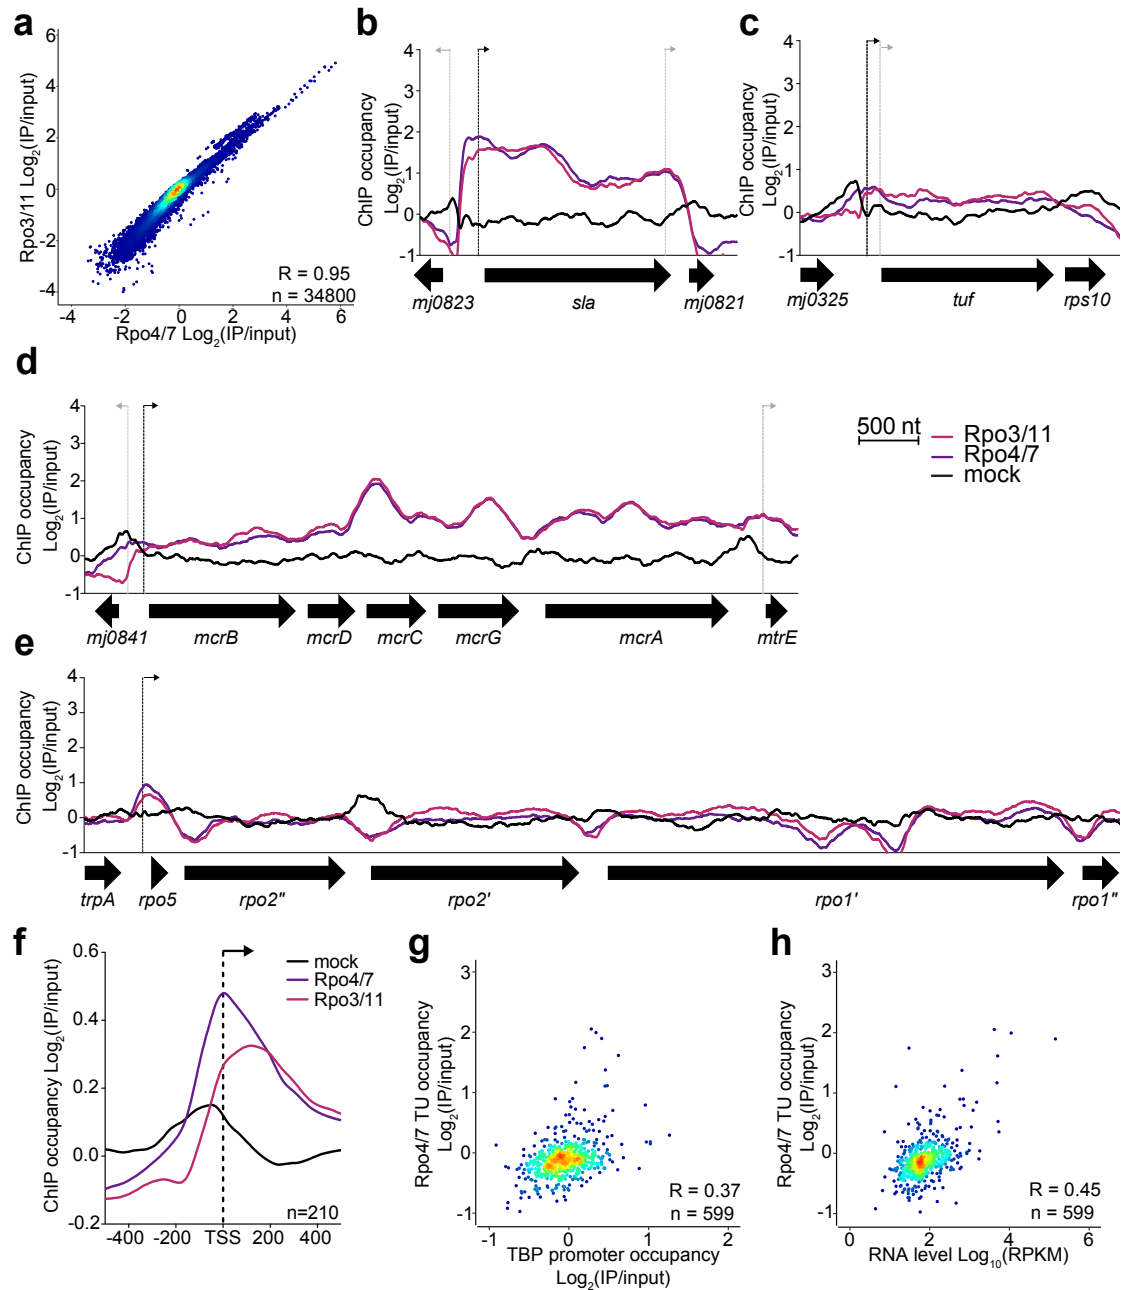 a
6
4
2
0
-2
-4
-4
-2
0
2
4
6
Rpo3/11 Log2(IP/input)
Rpo4/7 Log2(IP/input)
R = 0.95
n = 34800
b
4
3
2
1
0
-1
ChIP occupancy
Log2(IP/input)
mj0823
sla
mj0821
c
4
3
2
1
0
-1
ChIP occupancy
Log2(IP/input)
mj0325
tuf
rps10
d
4
3
2
1
0
-1
ChIP occupancy
Log2(IP/input)
mj0841
mcrB
mcrD
mcrC
mcrG
mcrA
mtrE
500 nt
Rpo3/11
Rpo4/7
mock
e
4
3
2
1
0
-1
ChIP occupancy
Log2(IP/input)
trpA
rpo5
rpo2"
rpo2'
rpo1'
rpo1"
f
0.6
0.4
0.2
0.0
-0.2
ChIP occupancy Log2(IP/input)
mock
Rpo4/7
Rpo3/11
n=210
-400
-200
TSS
200
400
g
3
2
1
0
-1
Rpo4/7 TU occupancy
Log2(IP/input)
R = 0.37
n = 599
-1
0
1
2
TBP promoter occupancy
Log2(IP/input)
h
3
2
1
0
-1
Rpo4/7 TU occupancy
Log2(IP/input)
R = 0.45
n = 599
0
2
4
6
RNA level Log10(RPKM)